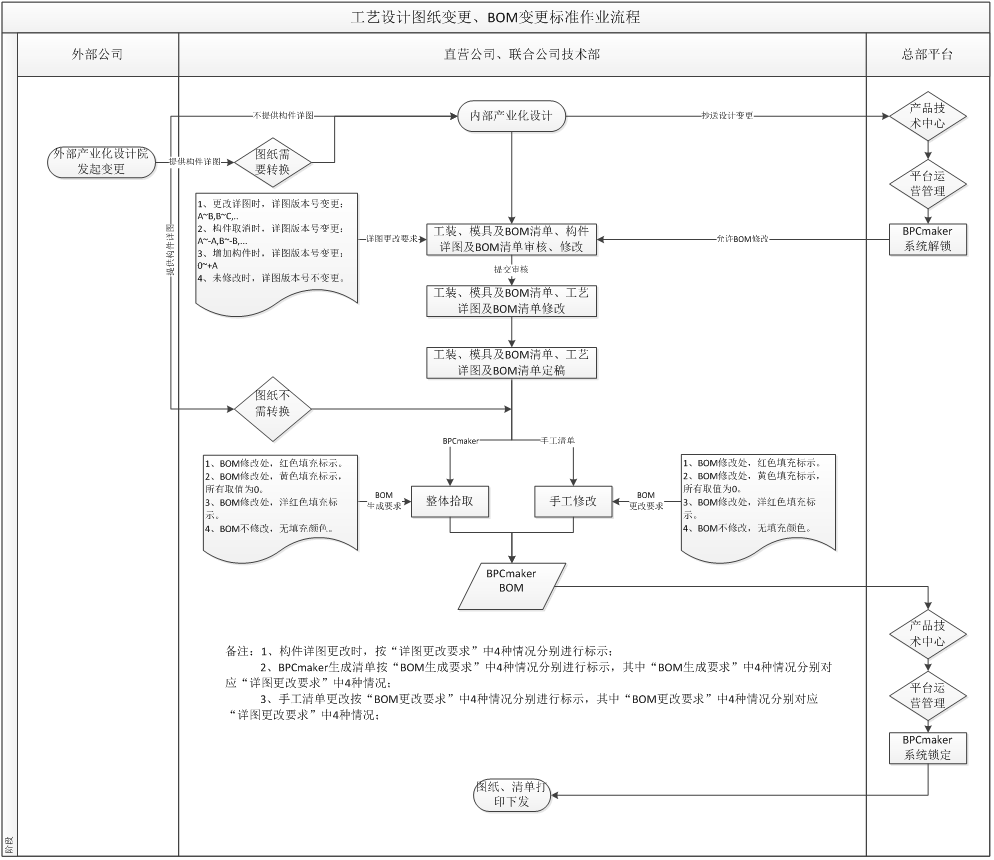 工艺设计图纸变更、BOM变更标准作业流程
外部公司
直营公司、联合公司技术部
总部平台
不提供构件详图
内部产业化设计
抄送设计变更
产品技
术中心
外部产业化设计院
发起变更
提供构件详图
图纸需
要转换
平台运
营管理
1、更改详图时，详图版本号变更：
A~B,B~C,..
2、构件取消时，详图版本号变更：
A~-A,B~-B,...
3、增加构件时，详图版本号变更：
0~+A
4、未修改时，详图版本号不变更。
详图更改要求
工装、模具及BOM清单、构件
详图及BOM清单审核、修改
允许BOM修改
BPCmaker
系统解锁
提供构件详图
提交审核
工装、模具及BOM清单、工艺
详图及BOM清单修改
工装、模具及BOM清单、工艺
详图及BOM清单定稿
图纸不
需转换
BPCmaker
手工清单
1、BOM修改处，红色填充标示。
2、BOM修改处，黄色填充标示，
所有取值为0。
3、BOM修改处，洋红色填充标
示。
4、BOM不修改，无填充颜色。
BOM
生成要求
整体拾取
手工修改
BOM
更改要求
1、BOM修改处，红色填充标示。
2、BOM修改处，黄色填充标示，
所有取值为0。
3、BOM修改处，洋红色填充标
示。
4、BOM不修改，无填充颜色。
BPCmaker
BOM
产品技
术中心
备注：1、构件详图更改时，按“详图更改要求”中4种情况分别进行标示；
2、BPCmaker生成清单按“BOM生成要求”中4种情况分别进行标示，其中“BOM生成要求”中4种情况分别对
应“详图更改要求”中4种情况；
3、手工清单更改按“BOM更改要求”中4种情况分别进行标示，其中“BOM更改要求”中4种情况分别对应
“详图更改要求”中4种情况；
平台运
营管理
BPCmaker
系统锁定
图纸、清单打
印下发
阶段